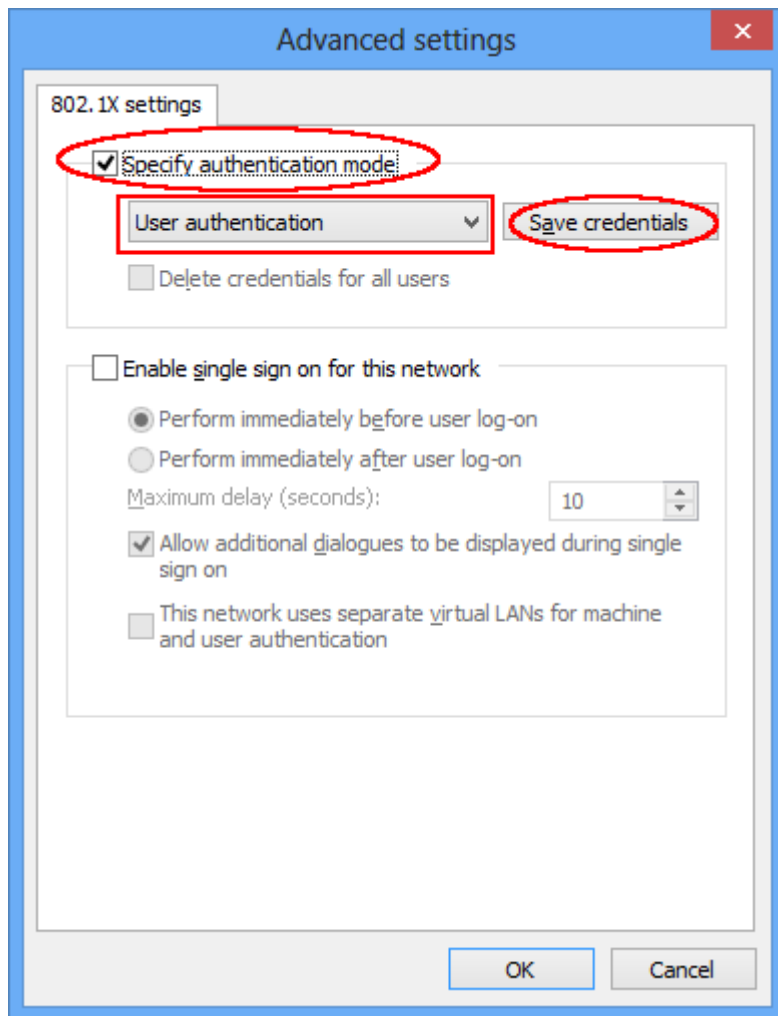 Advanced settings
802.1X settings
Specify authentication mode
User authentication
Save credentials
Delete credentials for all users
Enable single sign on for this network
Perform immediately before user log-on
Perform immediately after user log-on
Maximum delay (seconds):
10
Allow additional dialogues to be displayed during single
sign on
This network uses separate virtual LANs for machine
and user authentication
OK
Cancel